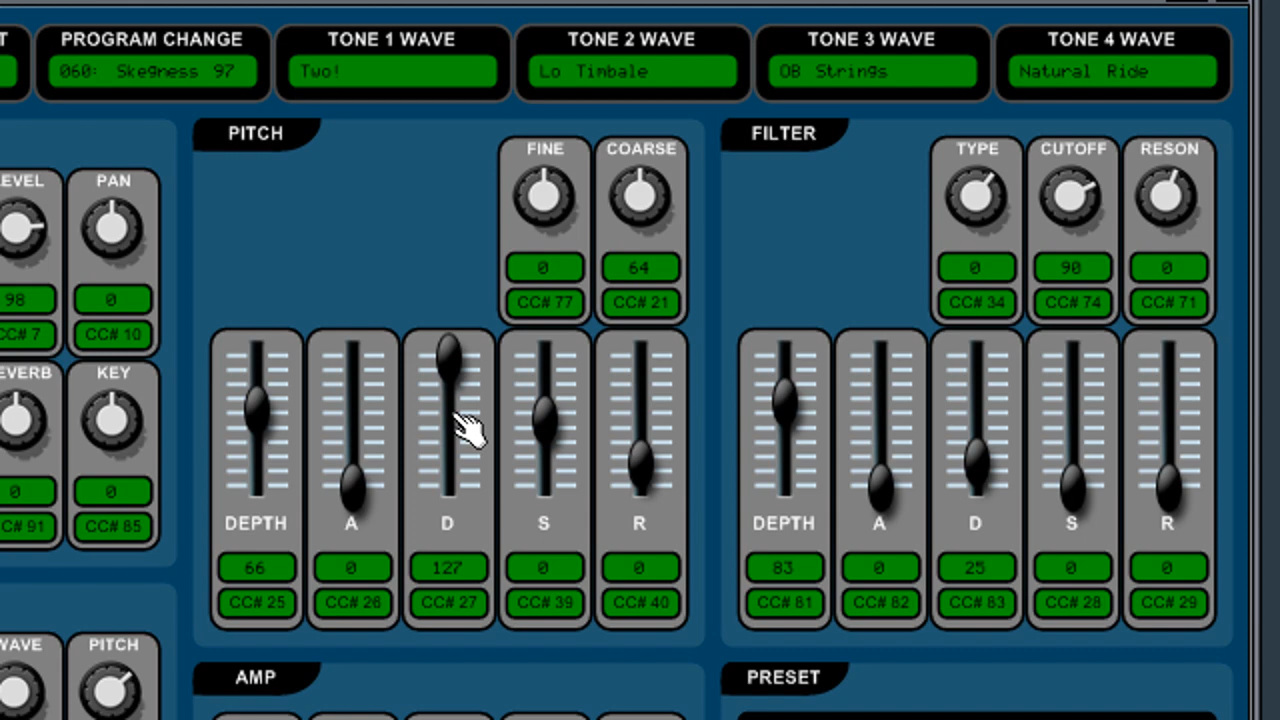 T PROGRAM CHANGE TONE 1 WAVE TONE 2 WAVE TONE 3 WAVE TONE 4 WAVE
060: Skegness 97 Two! Lo Timbale OB Strings Natural Ride
PITCH FILTER
FINE COARSE TYPE CUTOFF RESON
EVEL PAN
0 64 0 90 0
98 0
CC# 77 CC# 21 CC# 34 CC# 74 CC# 71
CC# 7 CC# 10
EVERB KEY
0 0
C# 91 CC# 85
DEPTH A D S R DEPTH A D S R
66 0 127 0 0 83 0 25 0 0
CC# 25 CC# 26 CC# 27 CC# 39 CC# 40 CC# 81 CC# 82 CC# 83 CC# 28 CC# 29
WAVE PITCH
AMP PRESET